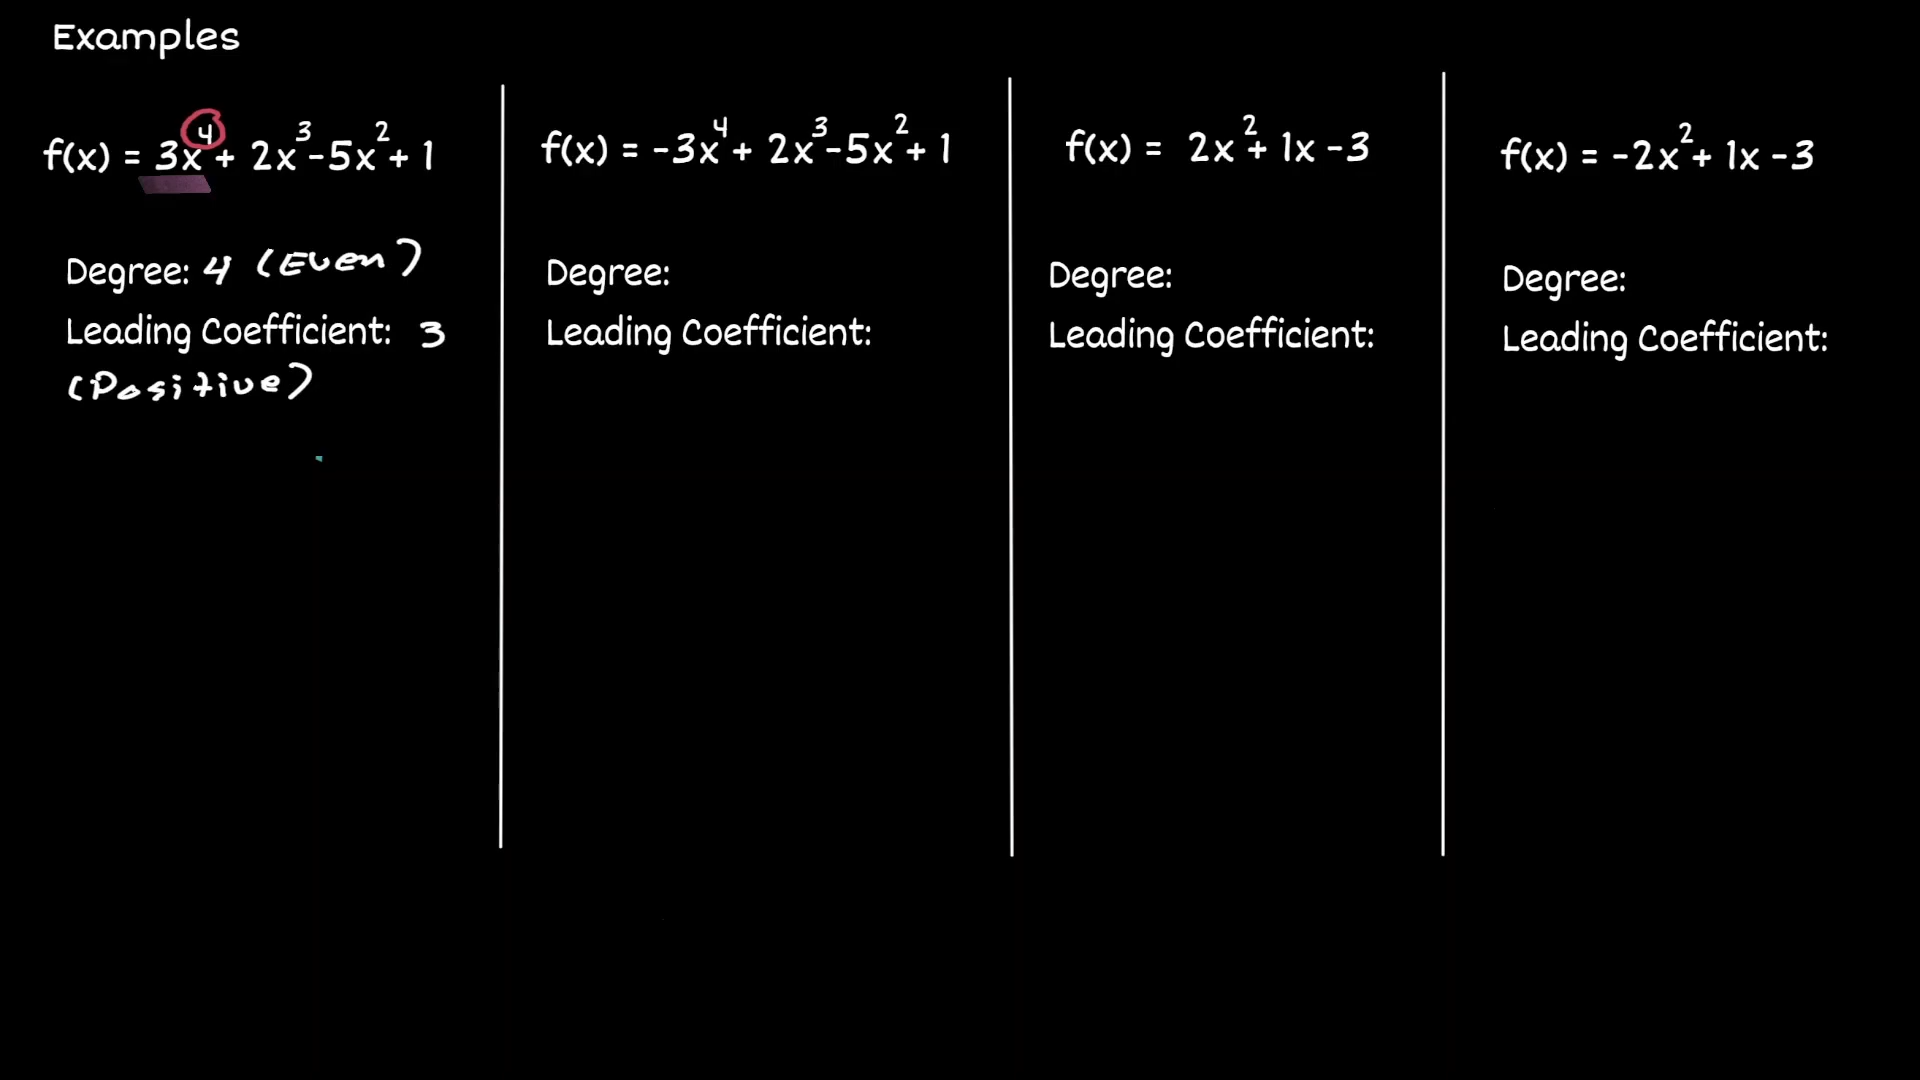 Examples
f(x) = 3x⁴ + 2x³ - 5x² + 1
Degree: 4 (Even)
Leading Coefficient: 3
(Positive)
f(x) = -3x⁴ + 2x³ - 5x² + 1
Degree:
Leading Coefficient:
f(x) = 2x² + 1x - 3
Degree:
Leading Coefficient:
f(x) = -2x² + 1x - 3
Degree:
Leading Coefficient: